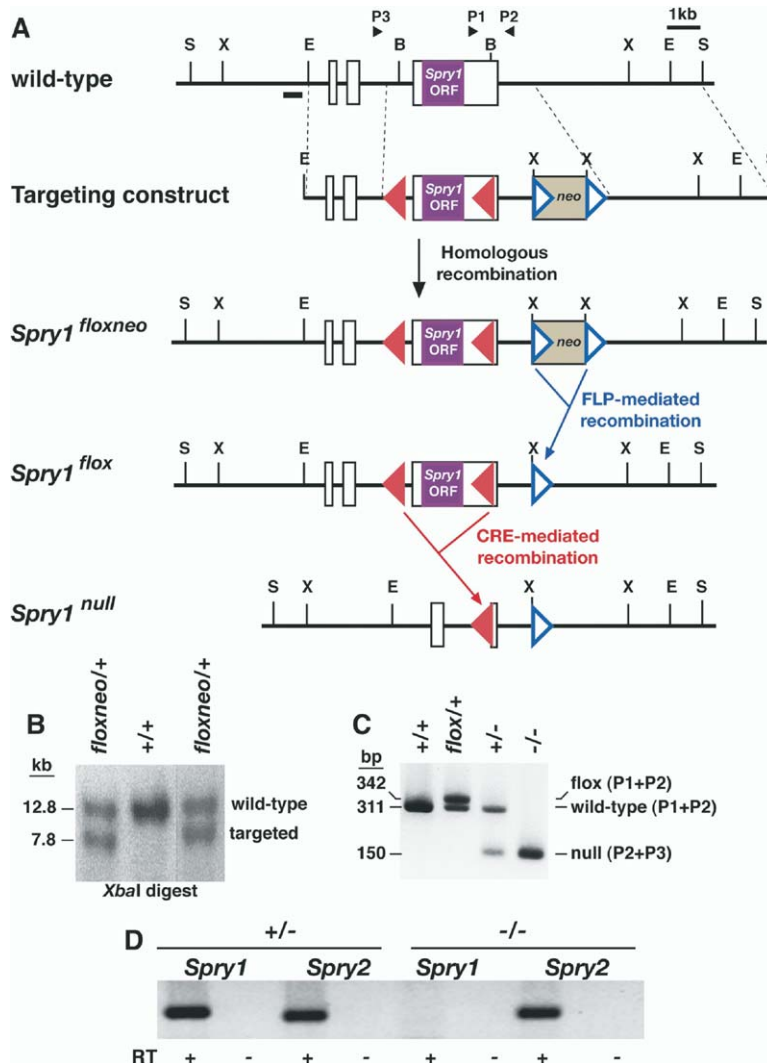 A
P3 P1 P2 1kb
S X E B B X E S
wild-type
Spry1
ORF
E X X X E S
Targeting construct
Spry1
ORF
neo
Homologous
recombination
S X E X X X E S
Spry1 floxneo
Spry1
ORF
neo
FLP-mediated
recombination
S X E X X E S
Spry1 flox
Spry1
ORF
CRE-mediated
recombination
S X E X X E S
Spry1 null
B
floxneo/+ +/+ floxneo/+
kb
12.8 wild-type
7.8 targeted
XbaI digest
C
+/+ flox/+ +/- -/-
bp
342 flox (P1+P2)
311 wild-type (P1+P2)
150 null (P2+P3)
D
+/- -/-
Spry1 Spry2 Spry1 Spry2
RT + - + - + - + -